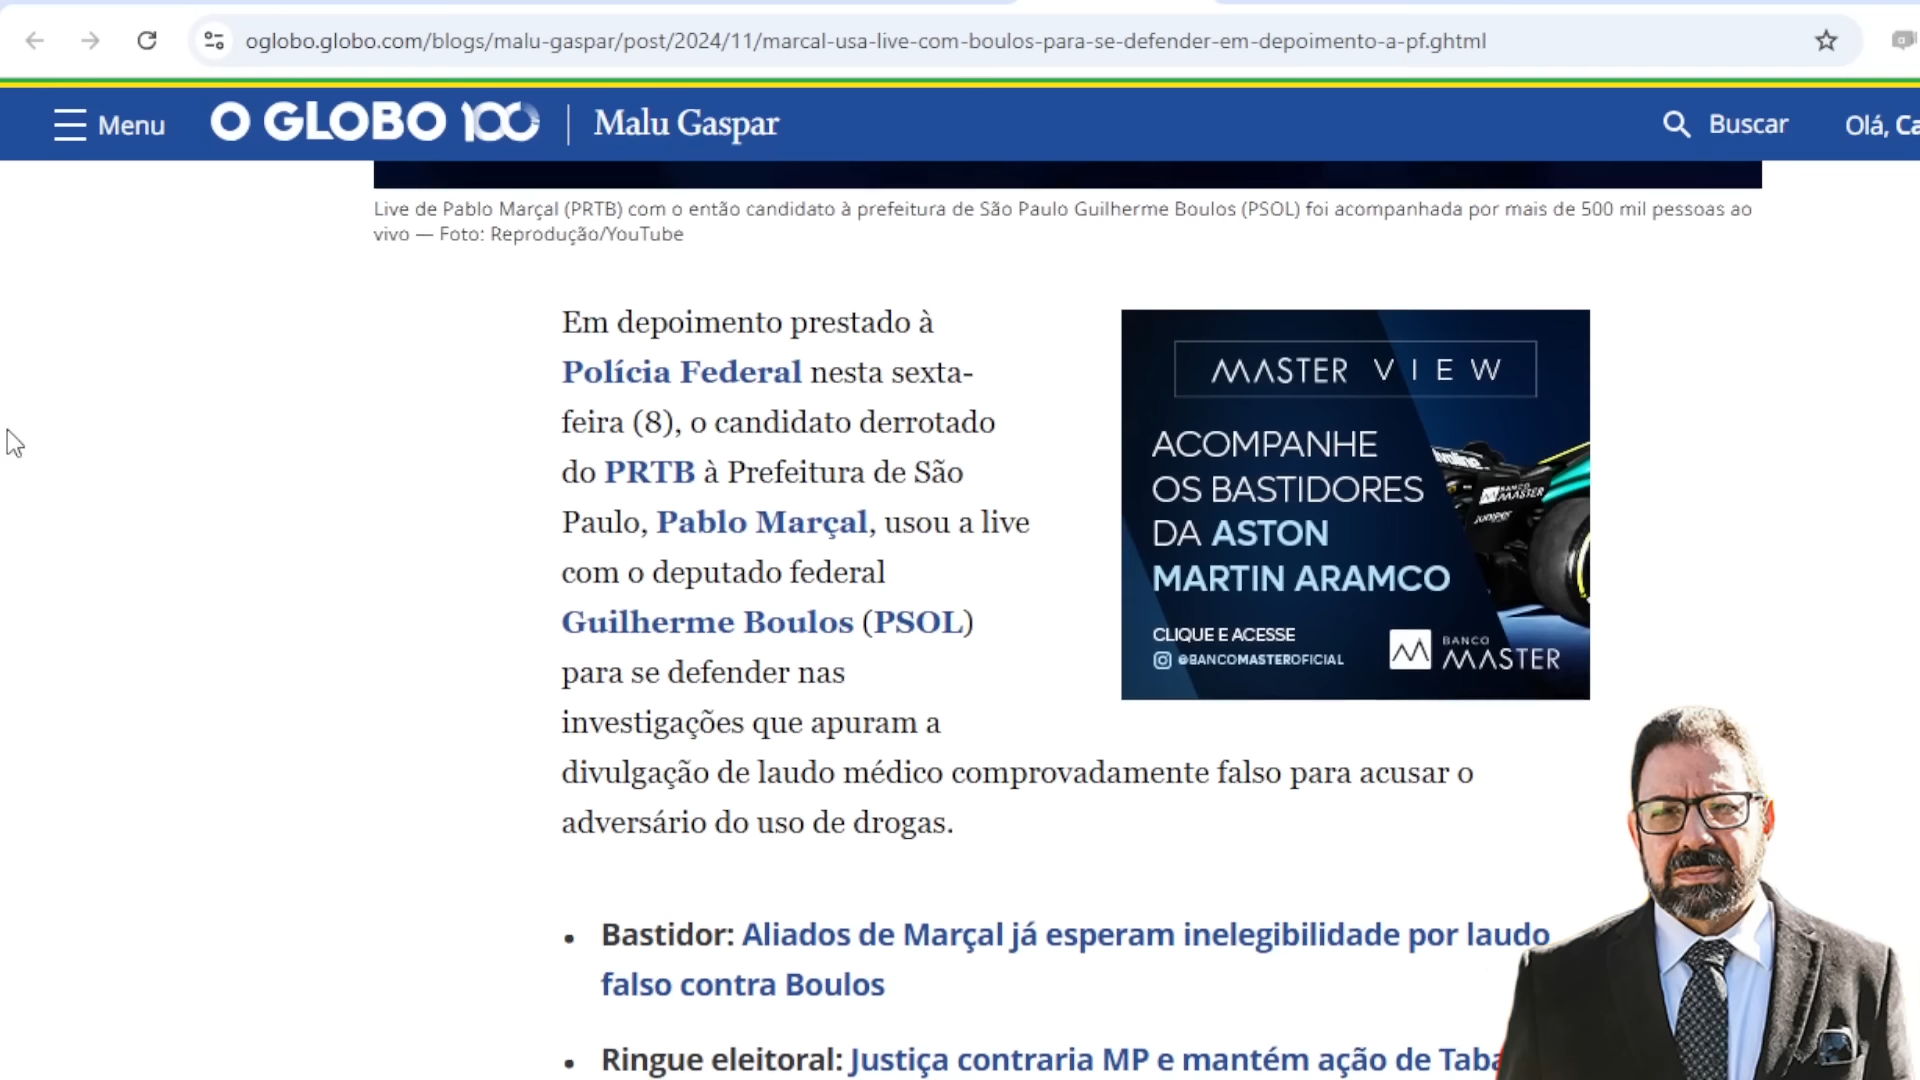 oglobo.globo.com/blogs/malu-gaspar/post/2024/11/marcal-usa-live-com-boulos-para-se-defender-em-depoimento-a-pf.ghtml
Menu
O GLOBO 100
Malu Gaspar
Buscar
Olá, Ca
Live de Pablo Marçal (PRTB) com o então candidato à prefeitura de São Paulo Guilherme Boulos (PSOL) foi acompanhada por mais de 500 mil pessoas ao
vivo — Foto: Reprodução/YouTube
Em depoimento prestado à
Polícia Federal nesta sexta-
feira (8), o candidato derrotado
do PRTB à Prefeitura de São
Paulo, Pablo Marçal, usou a live
com o deputado federal
Guilherme Boulos (PSOL)
para se defender nas
investigações que apuram a
divulgação de laudo médico comprovadamente falso para acusar o
adversário do uso de drogas.
MASTER VIEW
ACOMPANHE
OS BASTIDORES
DA ASTON
MARTIN ARAMCO
CLIQUE E ACESSE
@BANCOMASTEROFICIAL
BANCO
MASTER
BANCO
MASTER
• Bastidor: Aliados de Marçal já esperam inelegibilidade por laudo
falso contra Boulos
• Ringue eleitoral: Justiça contraria MP e mantém ação de Taba